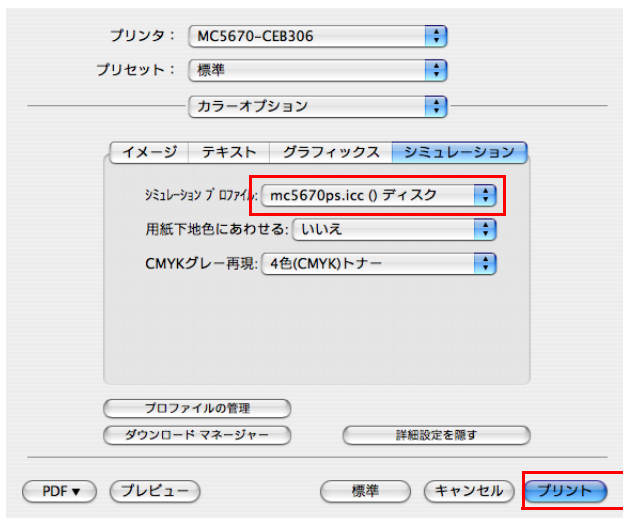 プリンタ： MC5670-CEB306
プリセット： 標準
カラーオプション
イメージ テキスト グラフィックス シミュレーション
ｼﾐｭﾚｰｼｮﾝ ﾌﾟﾛﾌｧｲﾙ: mc5670ps.icc () ディスク
用紙下地色にあわせる: いいえ
CMYKグレー再現: 4色(CMYK)トナー
プロファイルの管理
ダウンロード マネージャー 詳細設定を隠す
PDF▼ プレビュー 標準 キャンセル プリント